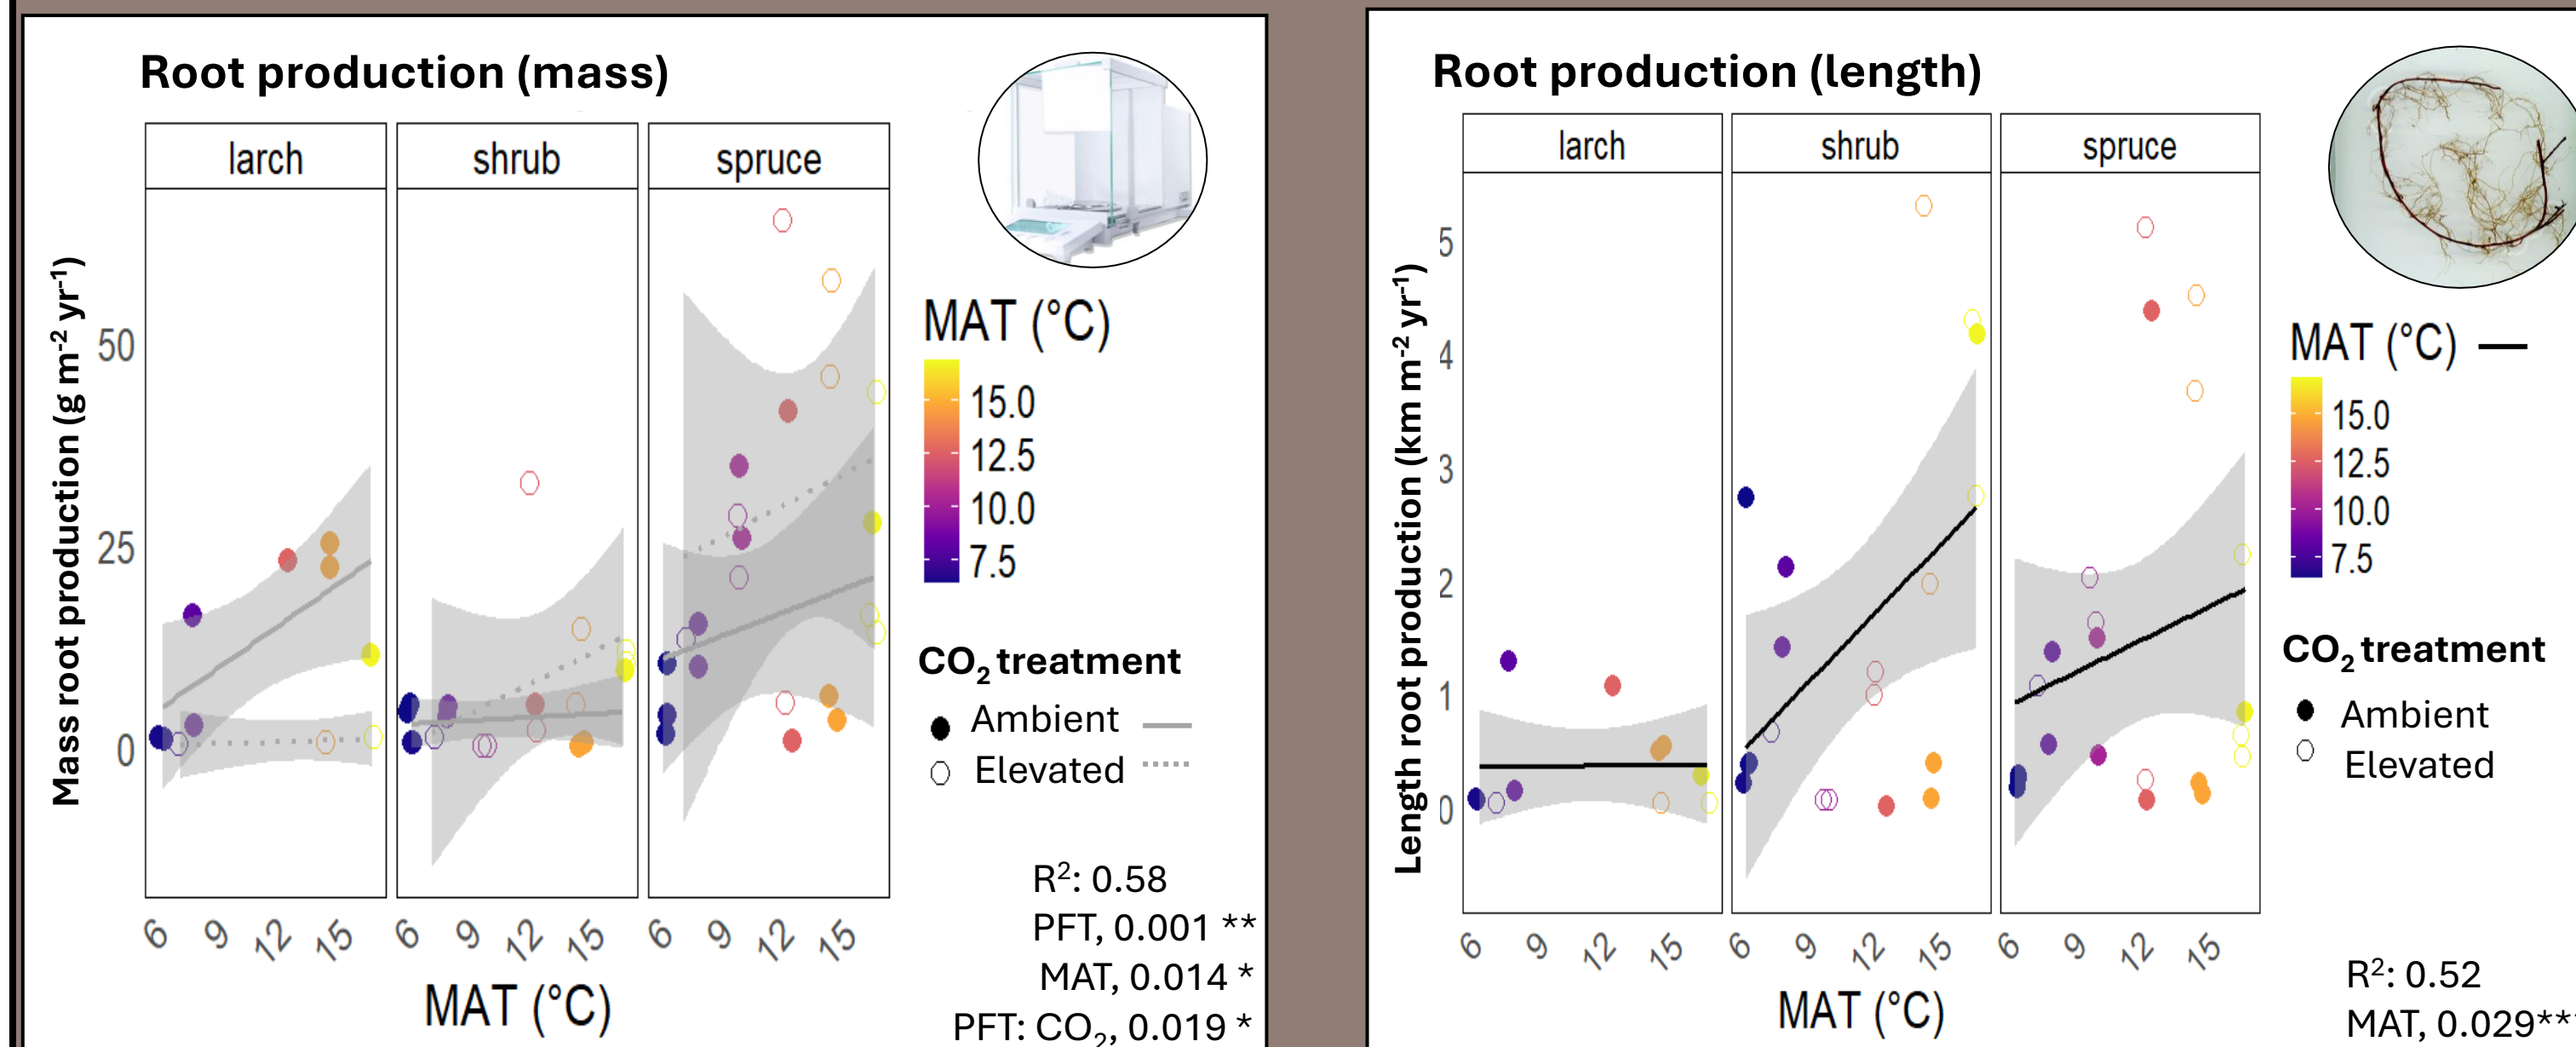 Root production (mass)
larch shrub spruce
Mass root production (g m⁻² yr⁻¹)
50
25
0
6 9 12 15 6 9 12 15 6 9 12 15
MAT (°C)
MAT (°C)
15.0
12.5
10.0
7.5
CO₂ treatment
Ambient
Elevated
R²: 0.58
PFT, 0.001 **
MAT, 0.014 *
PFT: CO₂, 0.019 *
Root production (length)
larch shrub spruce
Length root production (km m⁻² yr⁻¹)
5
4
3
2
1
0
6 9 12 15 6 9 12 15 6 9 12 15
MAT (°C)
MAT (°C)
15.0
12.5
10.0
7.5
CO₂ treatment
Ambient
Elevated
R²: 0.52
MAT, 0.029**